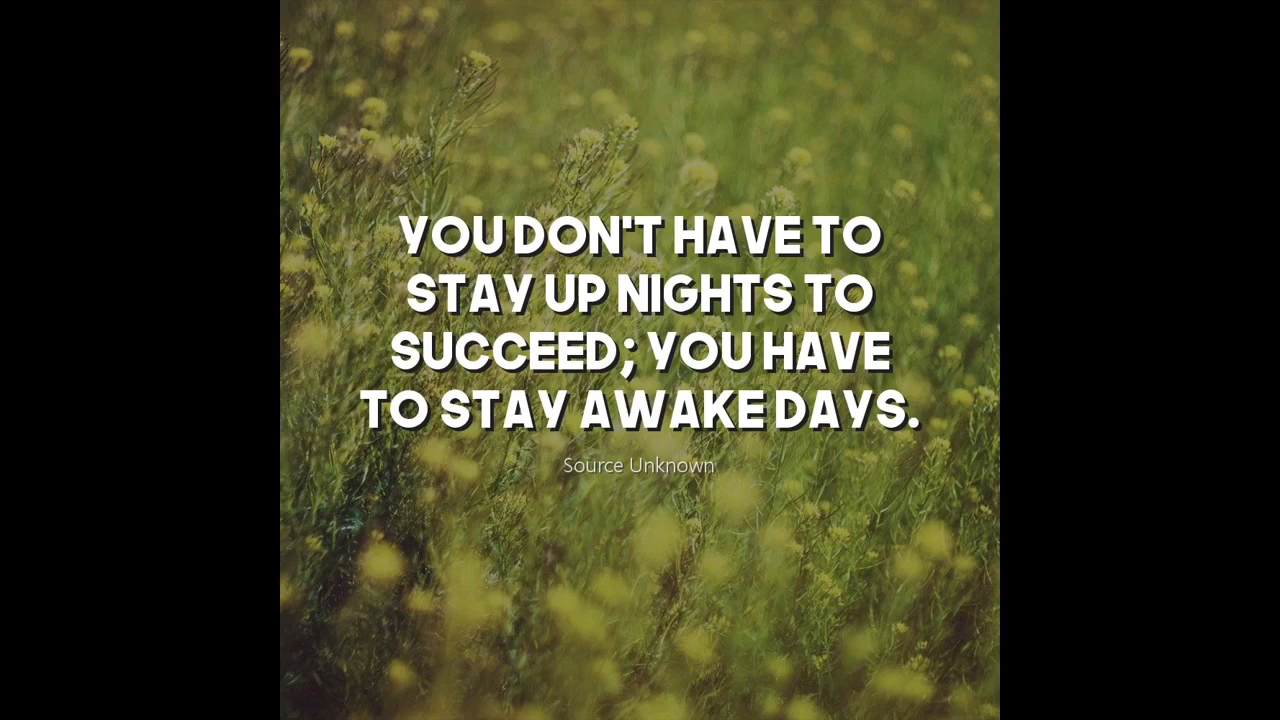 YOU DON'T HAVE TO
STAY UP NIGHTS TO
SUCCEED; YOU HAVE
TO STAY AWAKE DAYS.
Source Unknown